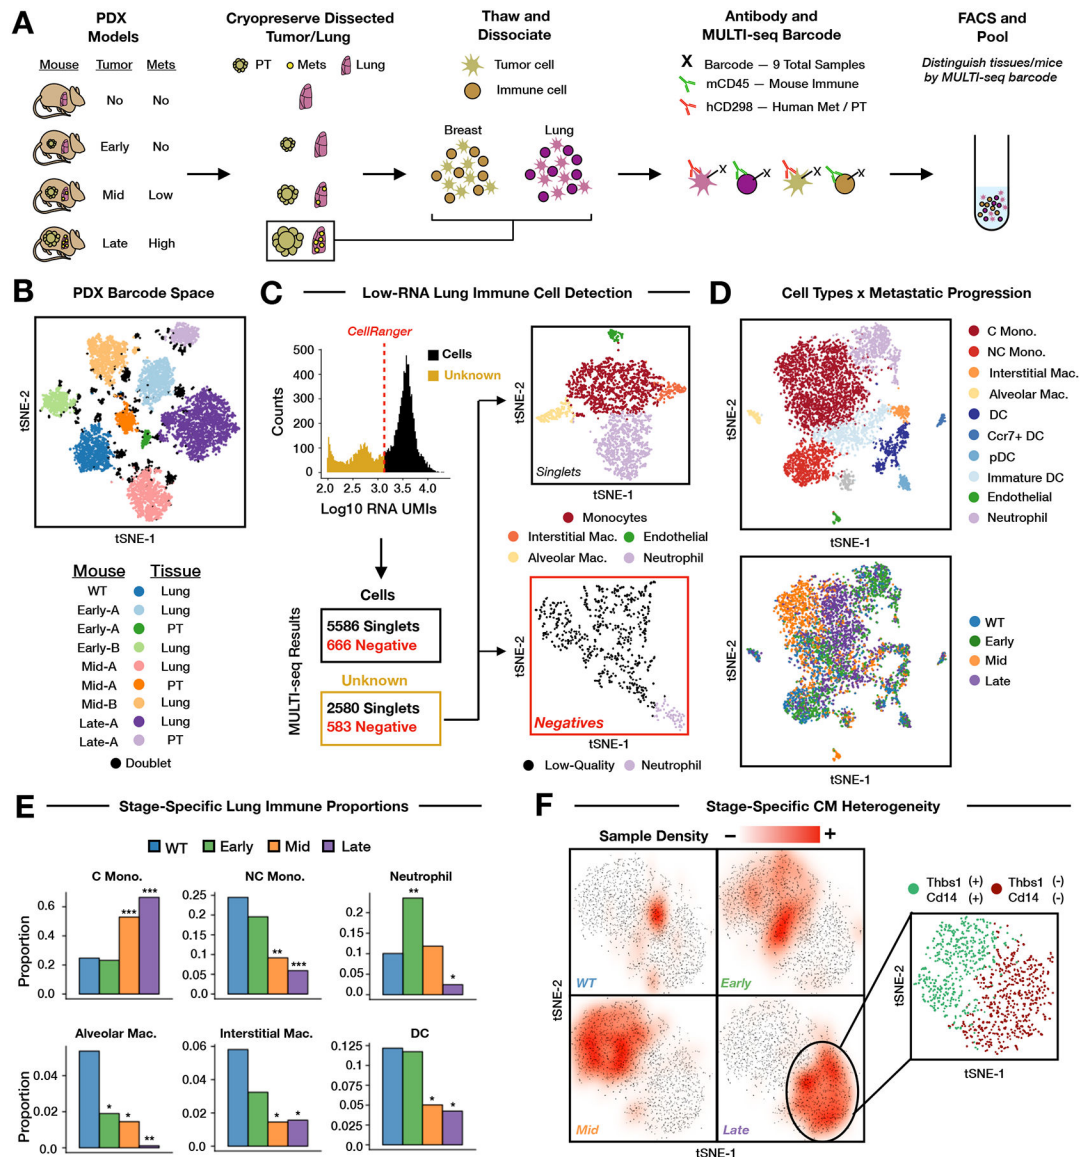 A
PDX
Models
Cryopreserve Dissected
Tumor/Lung
Thaw and
Dissociate
Antibody and
MULTI-seq Barcode
FACS and
Pool
Mouse Tumor Mets
No No
Early No
Mid Low
Late High
PT Mets Lung
Tumor cell
Immune cell
Breast Lung
X Barcode — 9 Total Samples
mCD45 — Mouse Immune
hCD298 — Human Met / PT
X X X X
Distinguish tissues/mice
by MULTI-seq barcode
B
PDX Barcode Space
tSNE-2
tSNE-1
Mouse Tissue
WT Lung
Early-A Lung
Early-A PT
Early-B Lung
Mid-A Lung
Mid-A PT
Mid-B Lung
Late-A Lung
Late-A PT
Doublet
C
Low-RNA Lung Immune Cell Detection
CellRanger
Cells
Unknown
Counts
500
400
300
200
100
0
2.0 2.5 3.0 3.5 4.0
Log10 RNA UMIs
MULTI-seq Results
Cells
5586 Singlets
666 Negative
Unknown
2580 Singlets
583 Negative
tSNE-2
Singlets
tSNE-1
Monocytes
Interstitial Mac. Endothelial
Alveolar Mac. Neutrophil
tSNE-2
Negatives
tSNE-1
Low-Quality Neutrophil
D
Cell Types x Metastatic Progression
tSNE-2
tSNE-1
C Mono.
NC Mono.
Interstitial Mac.
Alveolar Mac.
DC
Ccr7+ DC
pDC
Immature DC
Endothelial
Neutrophil
tSNE-2
tSNE-1
WT
Early
Mid
Late
E
Stage-Specific Lung Immune Proportions
WT Early Mid Late
C Mono.
Proportion
0.6
0.4
0.2
0.0
*** ***
NC Mono.
0.25
0.20
0.15
0.1
0.05
0.0
** ***
Neutrophil
0.2
0.15
0.1
0.05
0.0
** *
Alveolar Mac.
Proportion
0.04
0.02
0.0
* * **
Interstitial Mac.
0.06
0.04
0.02
0.0
* *
DC
0.125
0.1
0.075
0.05
0.025
0.0
* *
F
Stage-Specific CM Heterogeneity
Sample Density − +
tSNE-2
WT
Early
Mid
Late
tSNE-1
Thbs1 (+) Thbs1 (-)
Cd14 (+) Cd14 (-)
tSNE-2
tSNE-1